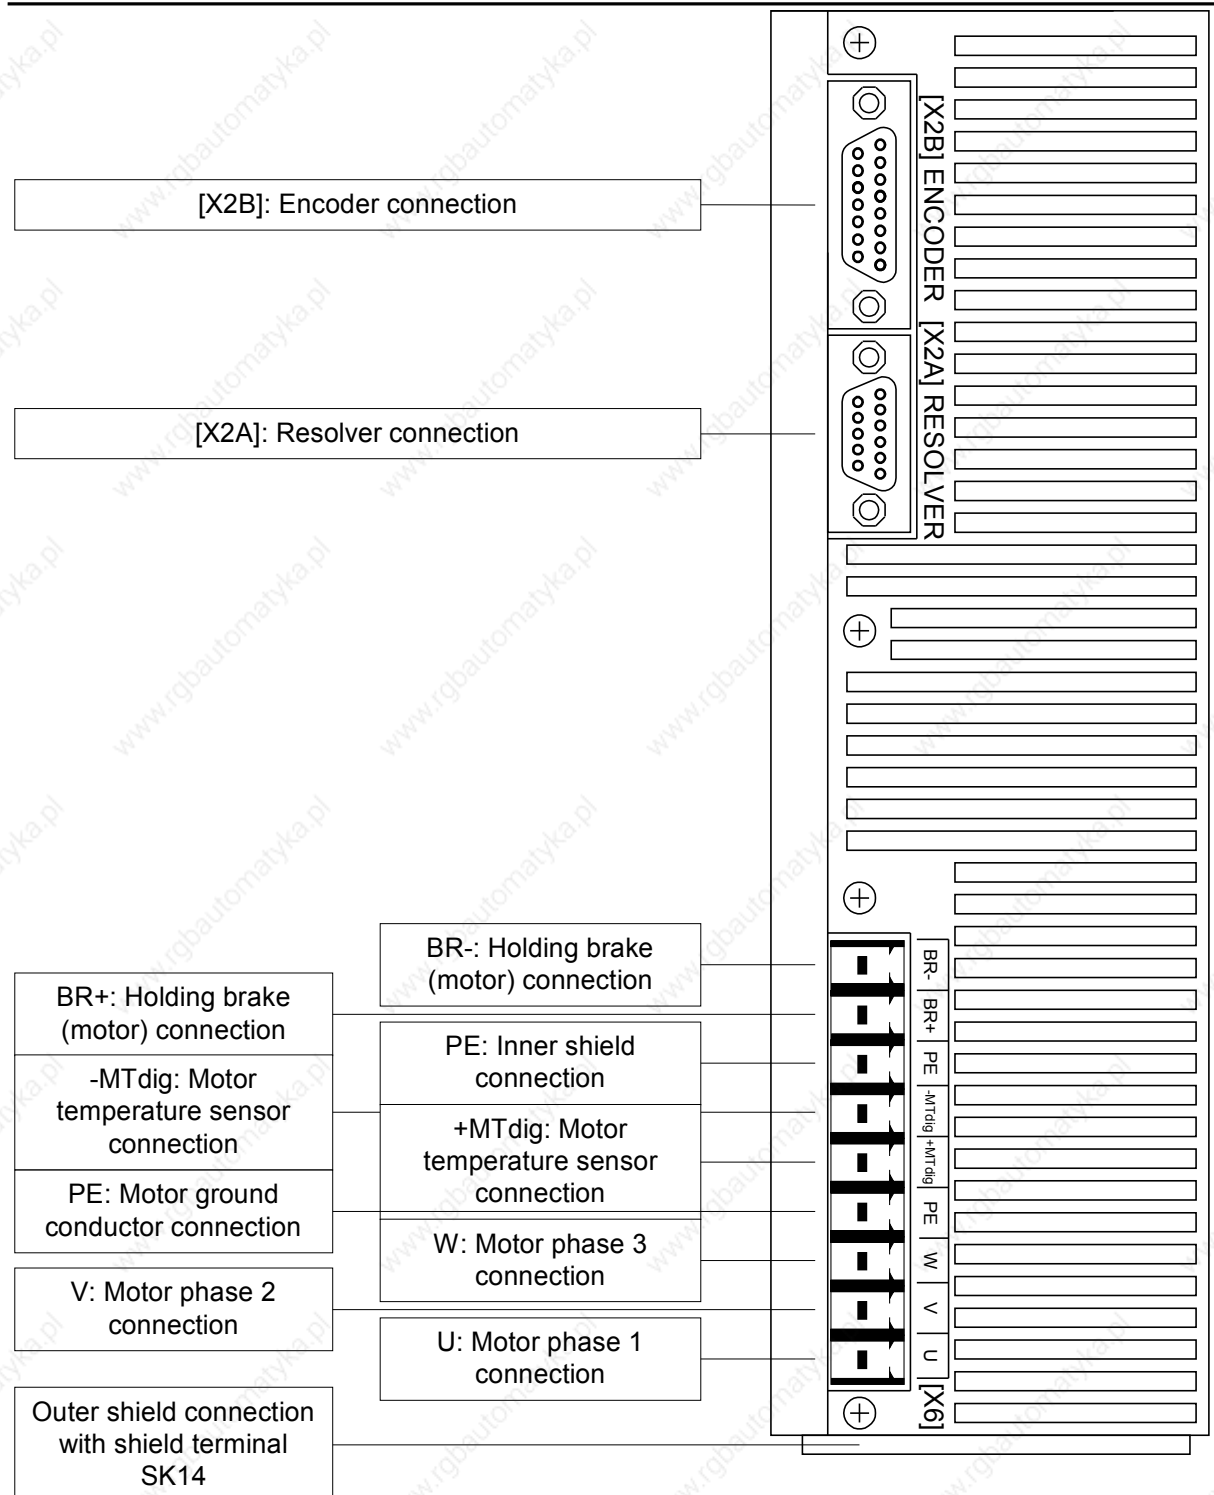 [X2B] ENCODER
[X2B]: Encoder connection
[X2A] RESOLVER
[X2A]: Resolver connection
BR-: Holding brake
(motor) connection
BR+: Holding brake
(motor) connection
PE: Inner shield
connection
-MTdig: Motor
temperature sensor
connection
+MTdig: Motor
temperature sensor
connection
PE: Motor ground
conductor connection
W: Motor phase 3
connection
V: Motor phase 2
connection
U: Motor phase 1
connection
Outer shield connection
with shield terminal
SK14
BR-
BR+
PE
-MTdig
+MTdig
PE
W
V
U
[X6]
www.rgbautomatyka.pl